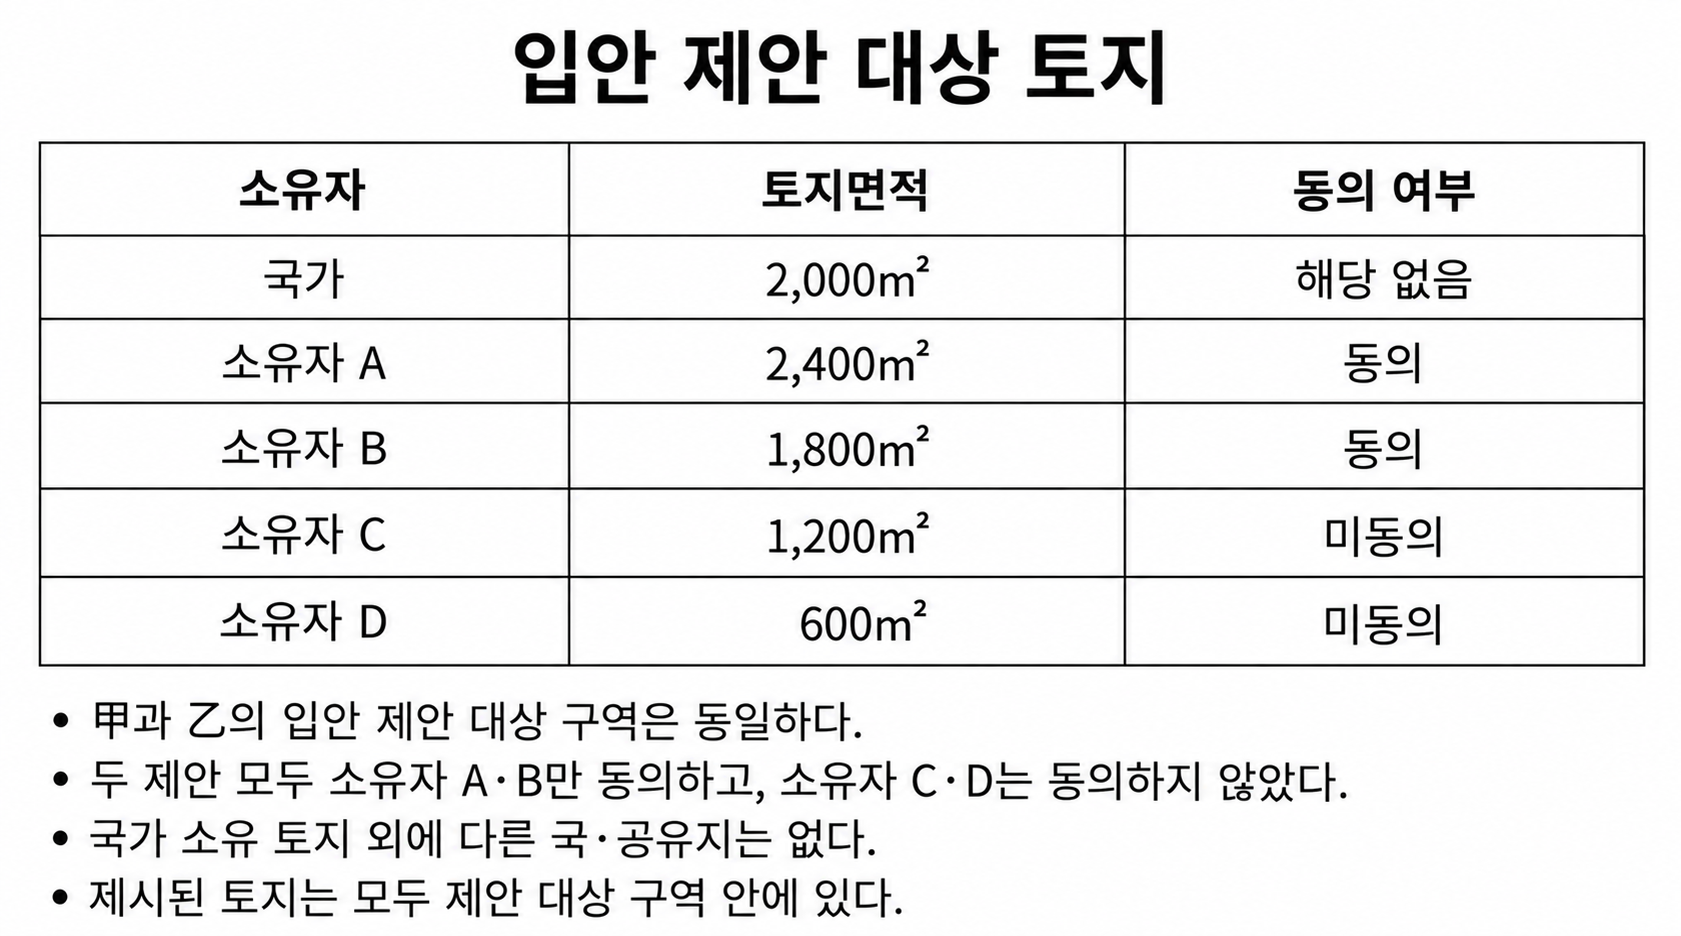 입안 제안 대상 토지
소유자 토지면적 동의 여부
국가 2,000m² 해당 없음
소유자 A 2,400m² 동의
소유자 B 1,800m² 동의
소유자 C 1,200m² 미동의
소유자 D 600m² 미동의
• 甲과 乙의 입안 제안 대상 구역은 동일하다.
• 두 제안 모두 소유자 A·B만 동의하고, 소유자 C·D는 동의하지 않았다.
• 국가 소유 토지 외에 다른 국·공유지는 없다.
• 제시된 토지는 모두 제안 대상 구역 안에 있다.